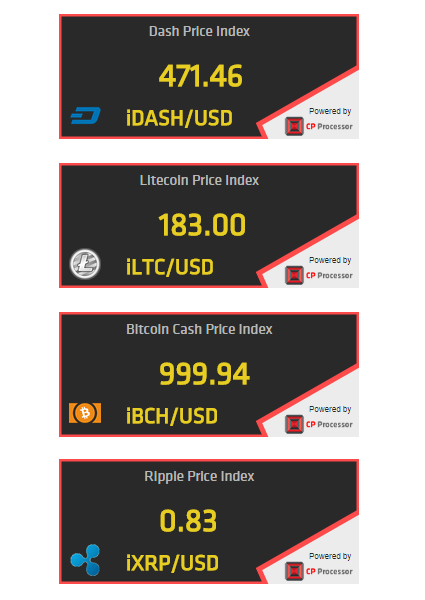 Dash Price Index
471.46
iDASH/USD
Powered by
CP Processor
Litecoin Price Index
183.00
iLTC/USD
Powered by
CP Processor
Bitcoin Cash Price Index
999.94
iBCH/USD
Powered by
CP Processor
Ripple Price Index
0.83
iXRP/USD
Powered by
CP Processor